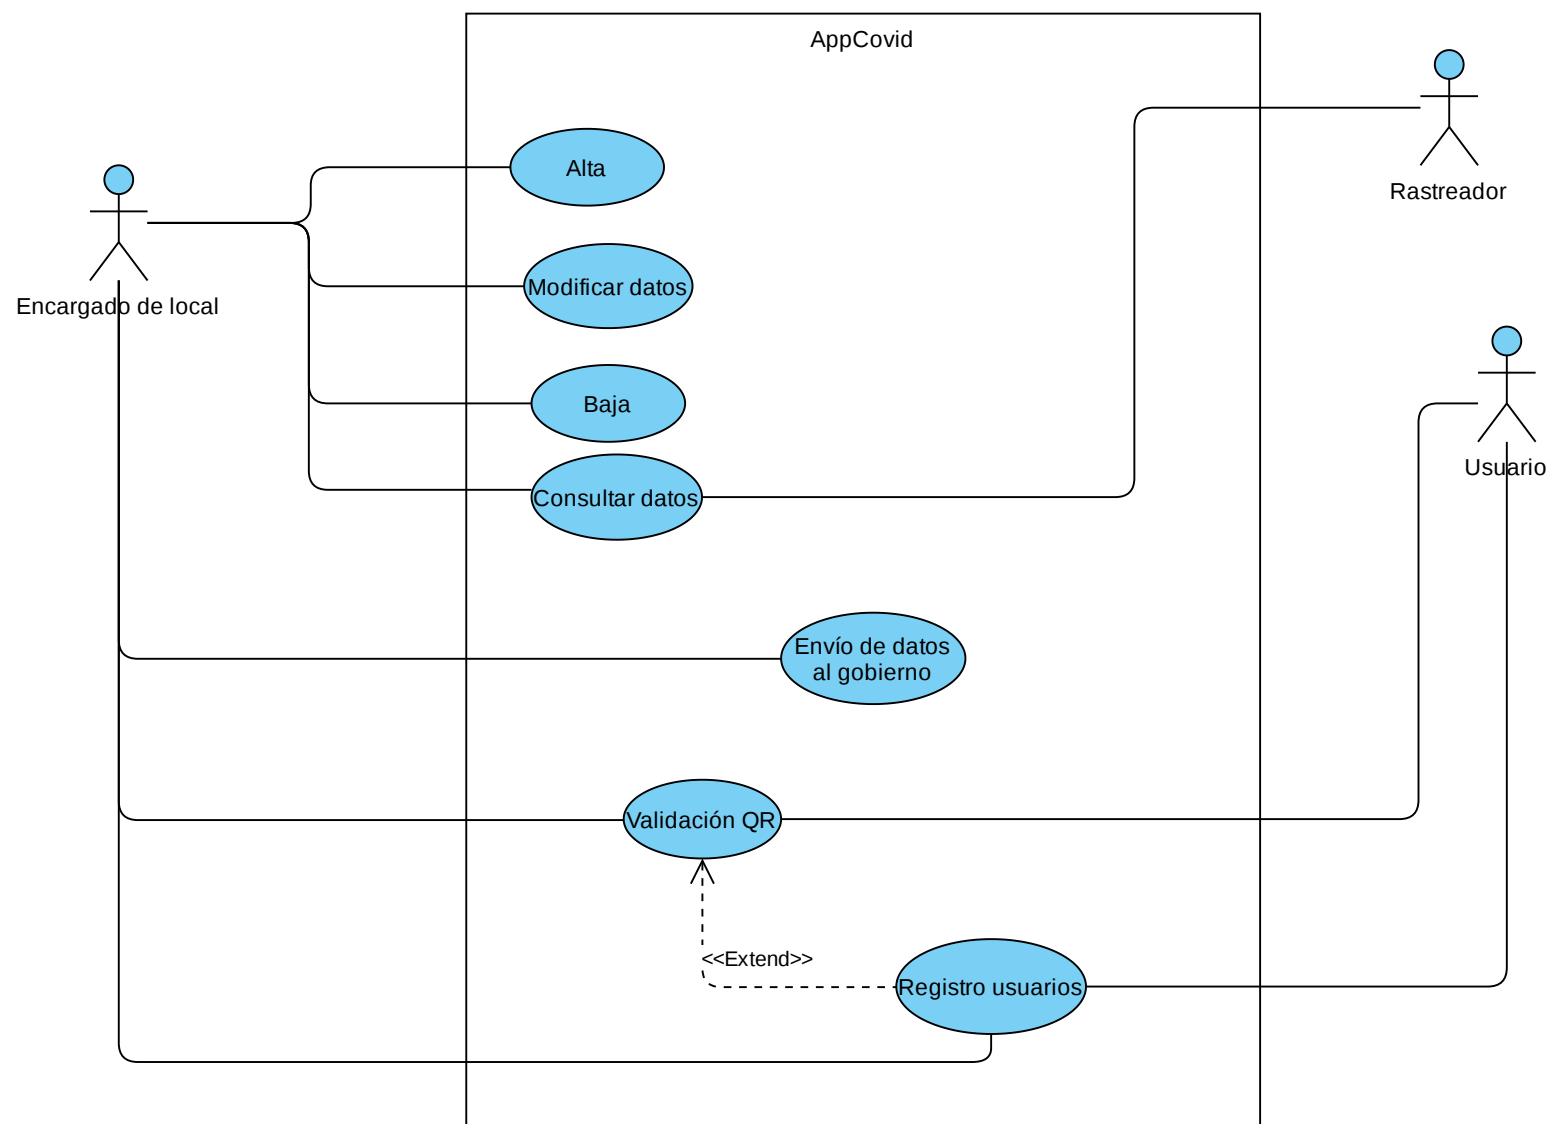 AppCovid
Rastreador
Alta
Encargado de local
Modificar datos
Baja
Usuario
Consultar datos
Envío de datos
al gobierno
Validación QR
<<Extend>>
Registro usuarios